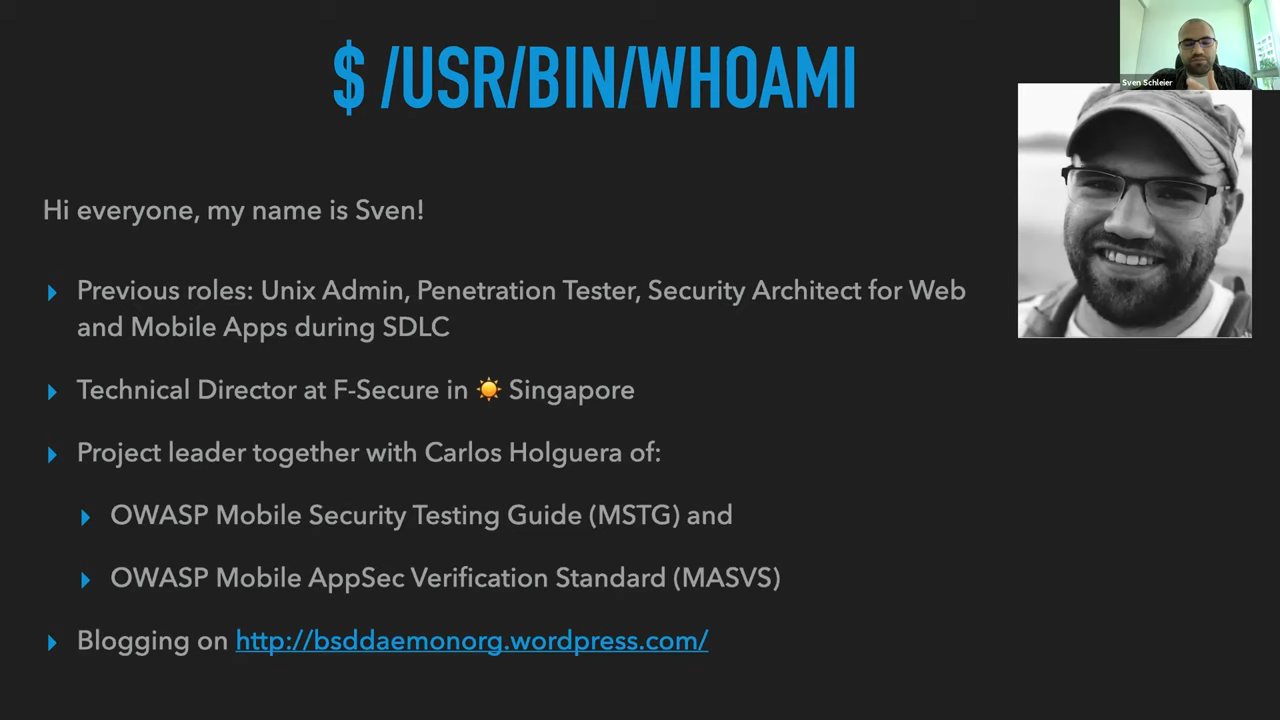 $ /USR/BIN/WHOAMI
Sven Schleier
Hi everyone, my name is Sven!
Previous roles: Unix Admin, Penetration Tester, Security Architect for Web
and Mobile Apps during SDLC
Technical Director at F-Secure in ☀️ Singapore
Project leader together with Carlos Holguera of:
OWASP Mobile Security Testing Guide (MSTG) and
OWASP Mobile AppSec Verification Standard (MASVS)
Blogging on http://bsddaemonorg.wordpress.com/